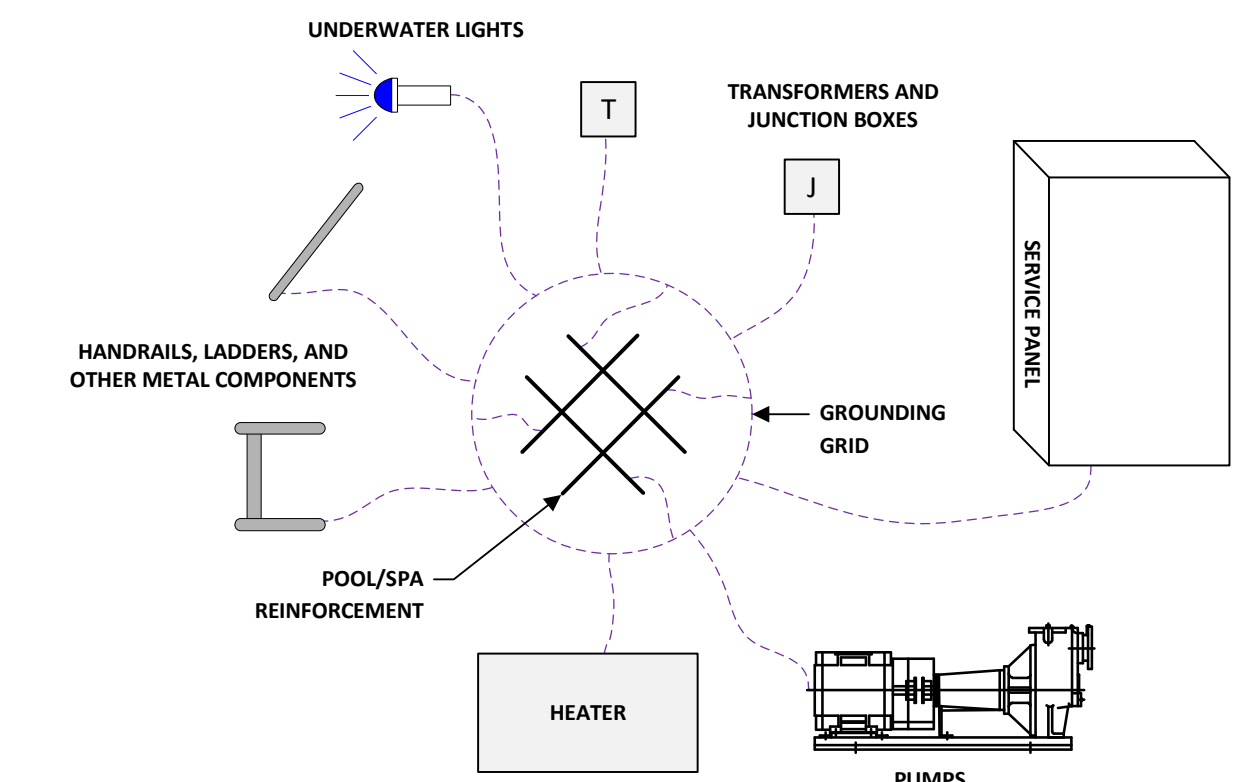 UNDERWATER LIGHTS
T
TRANSFORMERS AND
JUNCTION BOXES
J
SERVICE PANEL
HANDRAILS, LADDERS, AND
OTHER METAL COMPONENTS
GROUNDING
GRID
POOL/SPA
REINFORCEMENT
HEATER
PUMPS